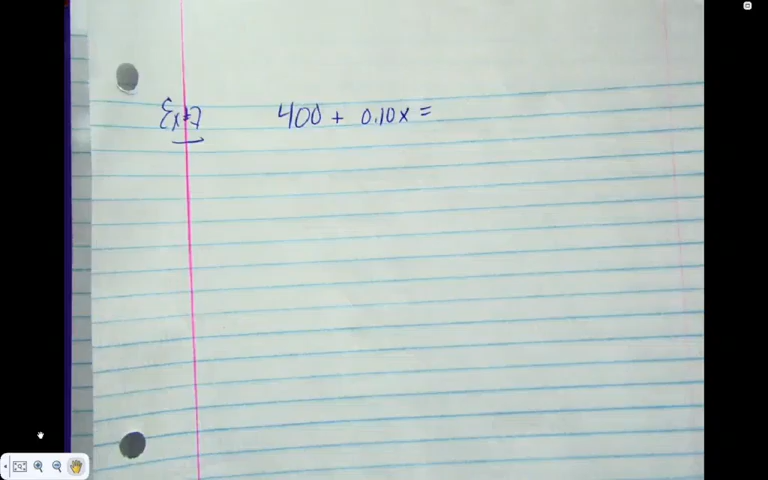 Ex #7 400 + 0.10x =